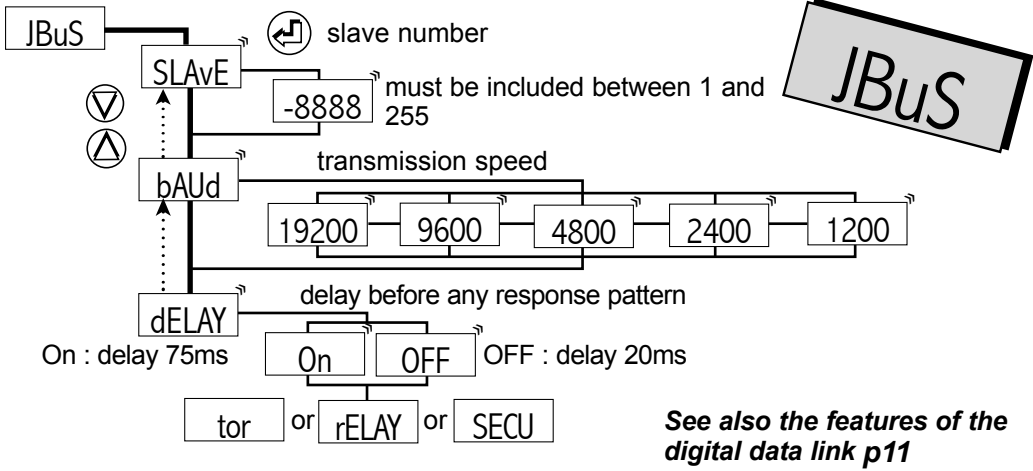 JBuS
slave number
JBuS
SLAvE
-8888
must be included between 1 and
255
transmission speed
bAUd
19200
9600
4800
2400
1200
delay before any response pattern
dELAY
On : delay 75ms
On
OFF
OFF : delay 20ms
tor or rELAY or SECU
See also the features of the
digital data link p11